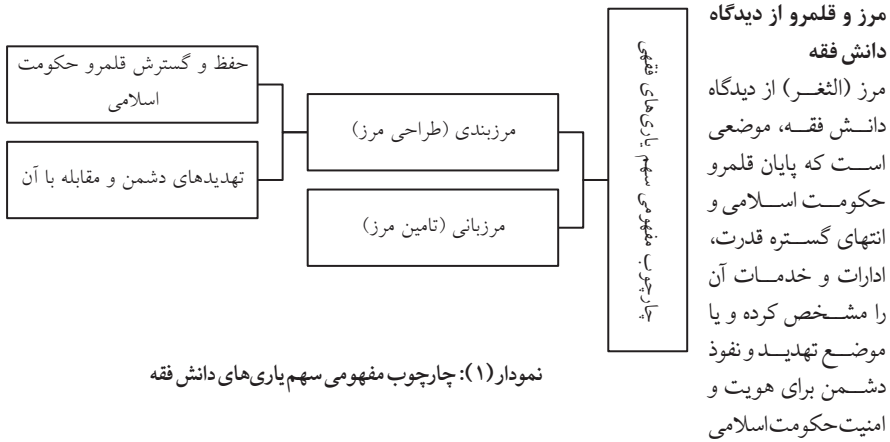 مرز و قلمرو از دیدگاه
دانش فقه
مرز (الثغر) از دیدگاه
دانش فقه، موضعی
است که پایان قلمرو
حکومت اسلامی و
انتهای گستره قدرت،
ادارات و خدمات آن
را مشخص کرده و یا
موضع تهدید و نفوذ
دشمن برای هویت و
امنیت حکومت اسلامی
چارچوب مفهومی سهم یاری‌های فقهی
مرزبندی (طراحی مرز)
مرزبانی (تامین مرز)
حفظ و گسترش قلمرو حکومت
اسلامی
تهدیدهای دشمن و مقابله با آن
نمودار (۱): چارچوب مفهومی سهم یاری‌های دانش فقه